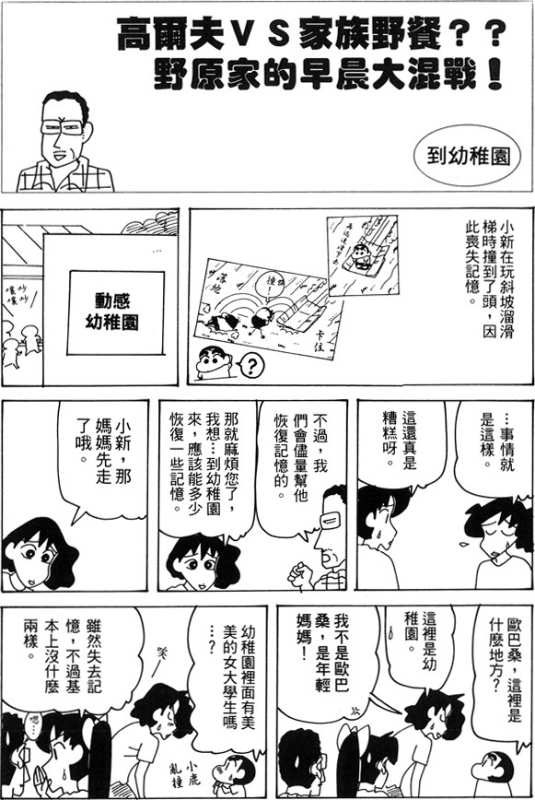 高爾夫VS家族野餐??
野原家的早晨大混戰!
到幼稚園
小新在玩斜坡溜滑
梯時撞到了頭,因
此喪失記憶。
卡住
?
動感
幼稚園
…事情就
是這樣。
這還真是
糟糕呀。
不過,我
們會儘量幫他
恢復記憶的。
那就麻煩您了,
我想…到幼稚園
來,應該能多少
恢復一些記憶。
小新,那
媽媽先走
了哦。
歐巴桑,這裡是
什麼地方?
這裡是幼
稚園。
我不是歐巴
桑,是年輕
媽媽!
幼稚園裡面有美
美的女大學生嗎
…?
小鹿
亂撞
雖然失去記
憶,不過基
本上沒什麼
兩樣。
嗯…